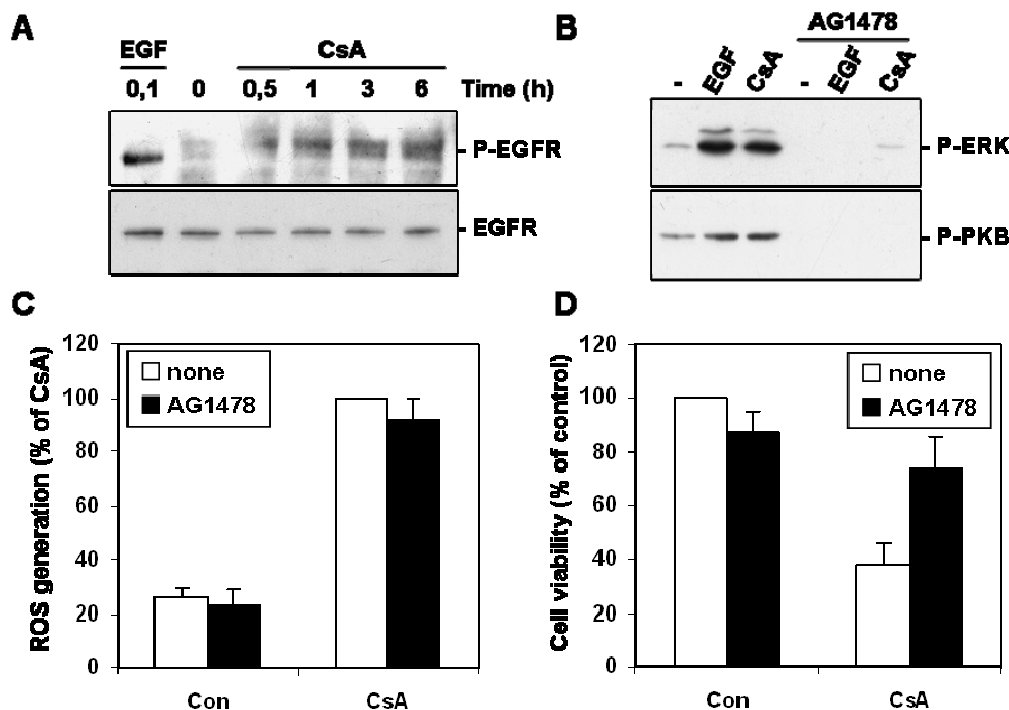 A
EGF CsA
0,1 0 0,5 1 3 6 Time (h)
- P-EGFR
- EGFR
B
AG1478
- EGF CsA - EGF CsA
- P-ERK
- P-PKB
C
ROS generation (% of CsA)
120
100
80
60
40
20
0
none
AG1478
Con CsA
D
Cell viability (% of control)
120
100
80
60
40
20
0
none
AG1478
Con CsA